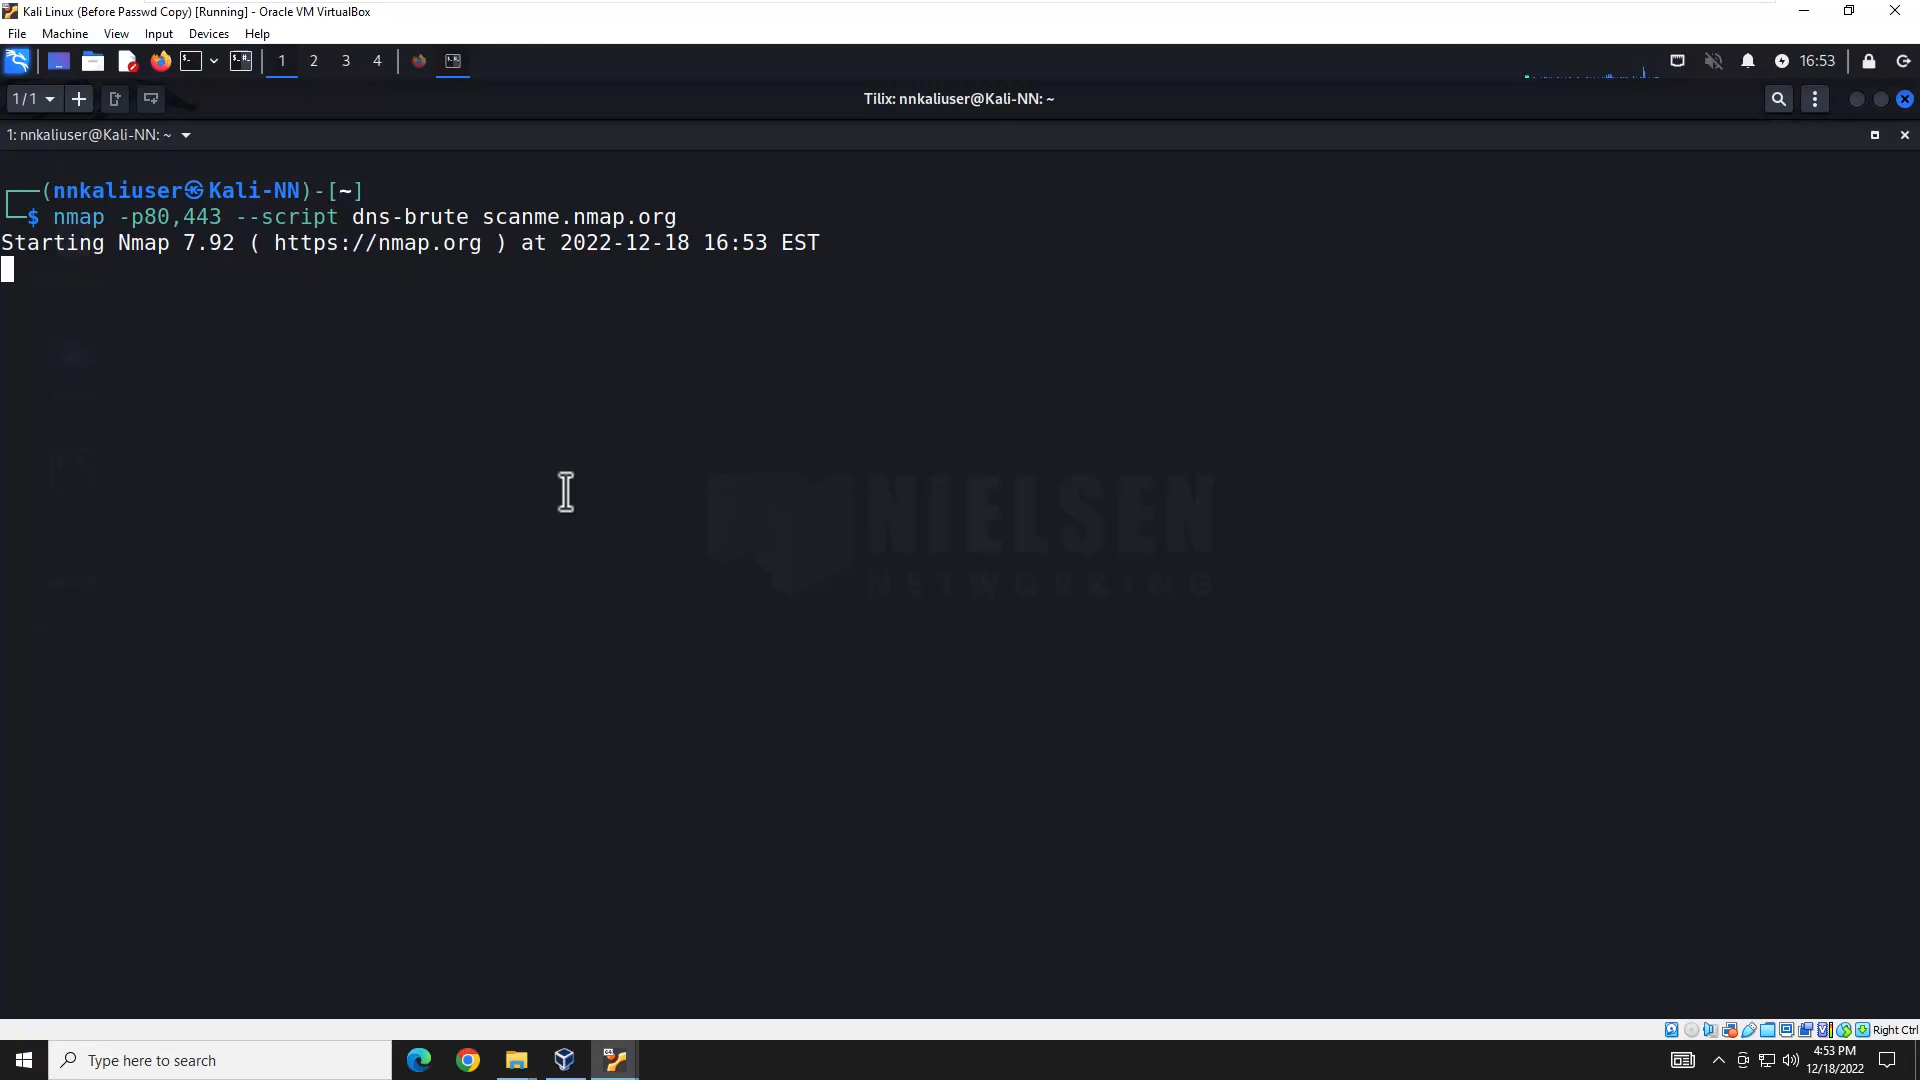 Kali Linux (Before Passwd Copy) [Running] - Oracle VM VirtualBox
File Machine View Input Devices Help
1 2 3 4 16:53
1/1 Tilix: nnkaliuser@Kali-NN: ~
1: nnkaliuser@Kali-NN: ~
(nnkaliuser㉿Kali-NN)-[~]
$ nmap -p80,443 --script dns-brute scanme.nmap.org
Starting Nmap 7.92 ( https://nmap.org ) at 2022-12-18 16:53 EST
NIELSEN
NETWORKING
Right Ctrl
Type here to search
4:53 PM
12/18/2022